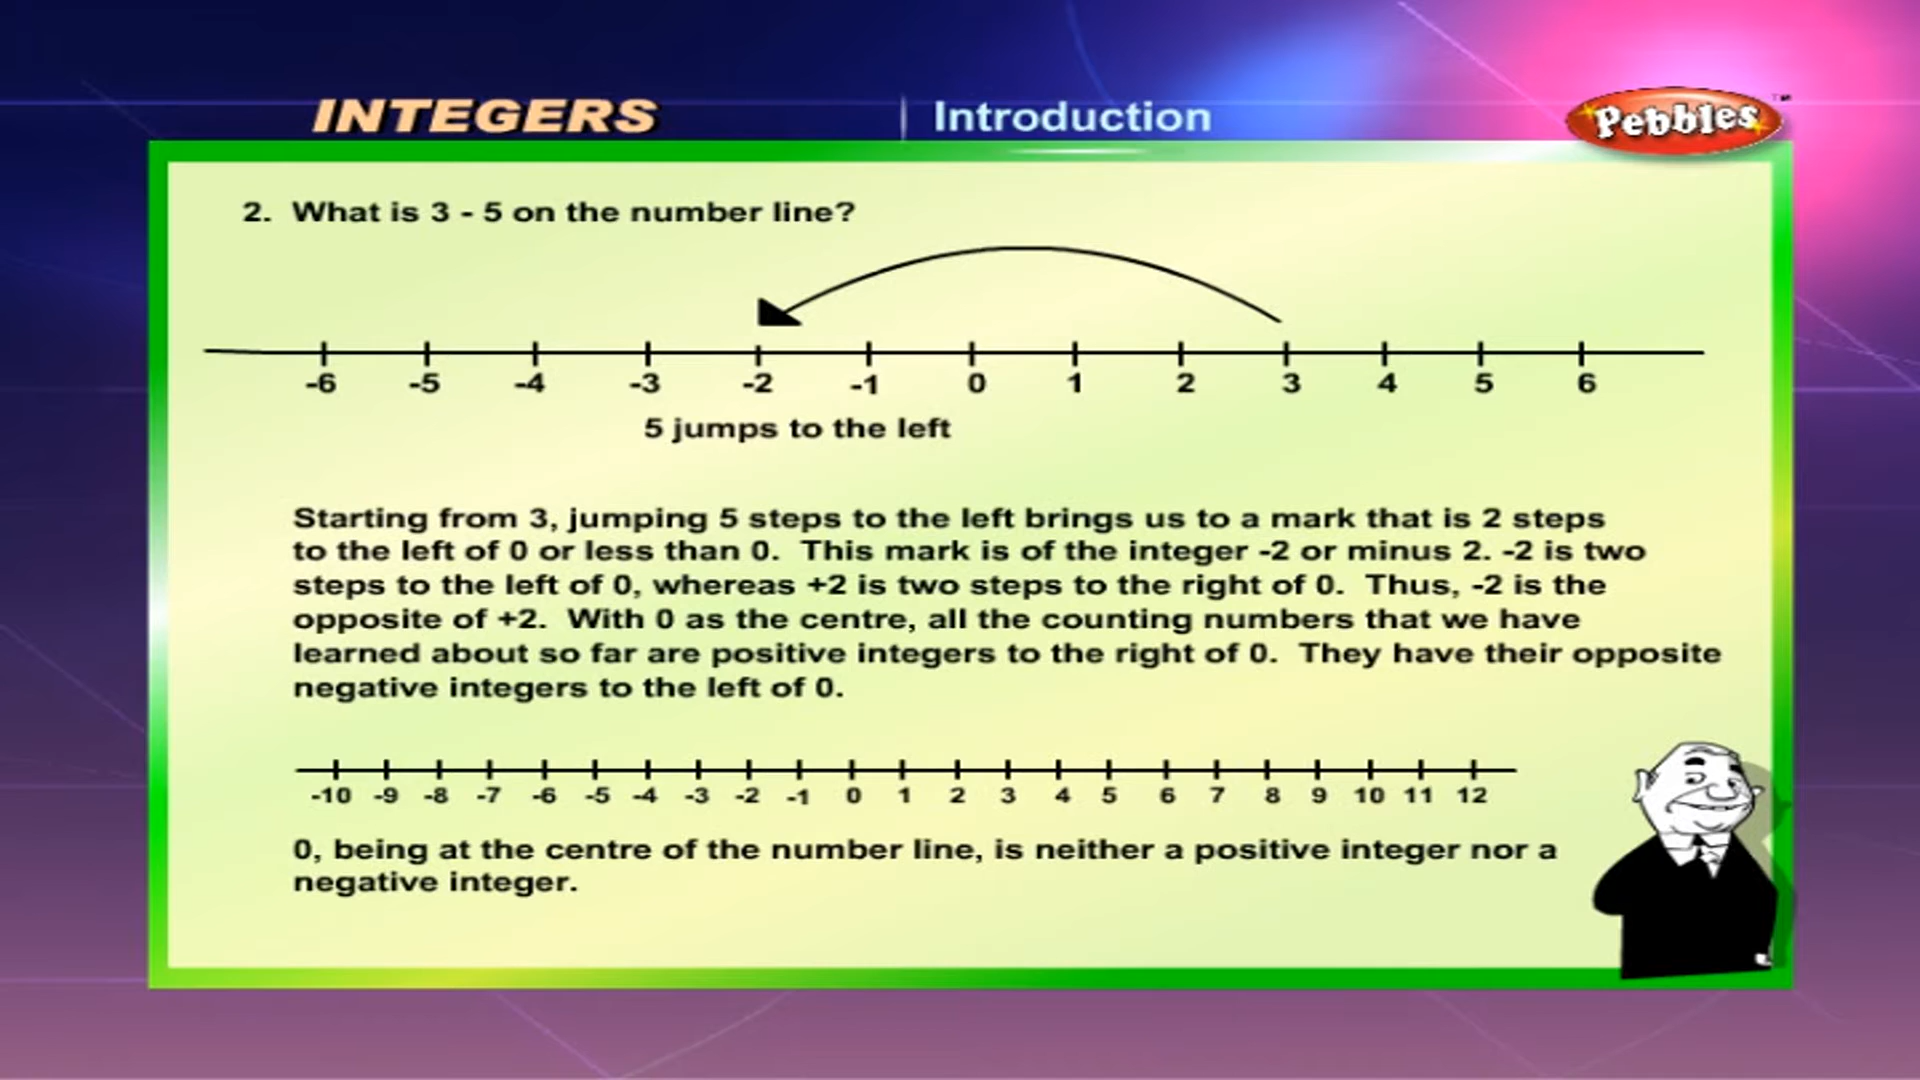 INTEGERS
Introduction
Pebbles™
2. What is 3 - 5 on the number line?
-6 -5 -4 -3 -2 -1 0 1 2 3 4 5 6
5 jumps to the left
Starting from 3, jumping 5 steps to the left brings us to a mark that is 2 steps
to the left of 0 or less than 0. This mark is of the integer -2 or minus 2. -2 is two
steps to the left of 0, whereas +2 is two steps to the right of 0. Thus, -2 is the
opposite of +2. With 0 as the centre, all the counting numbers that we have
learned about so far are positive integers to the right of 0. They have their opposite
negative integers to the left of 0.
-10 -9 -8 -7 -6 -5 -4 -3 -2 -1 0 1 2 3 4 5 6 7 8 9 10 11 12
0, being at the centre of the number line, is neither a positive integer nor a
negative integer.